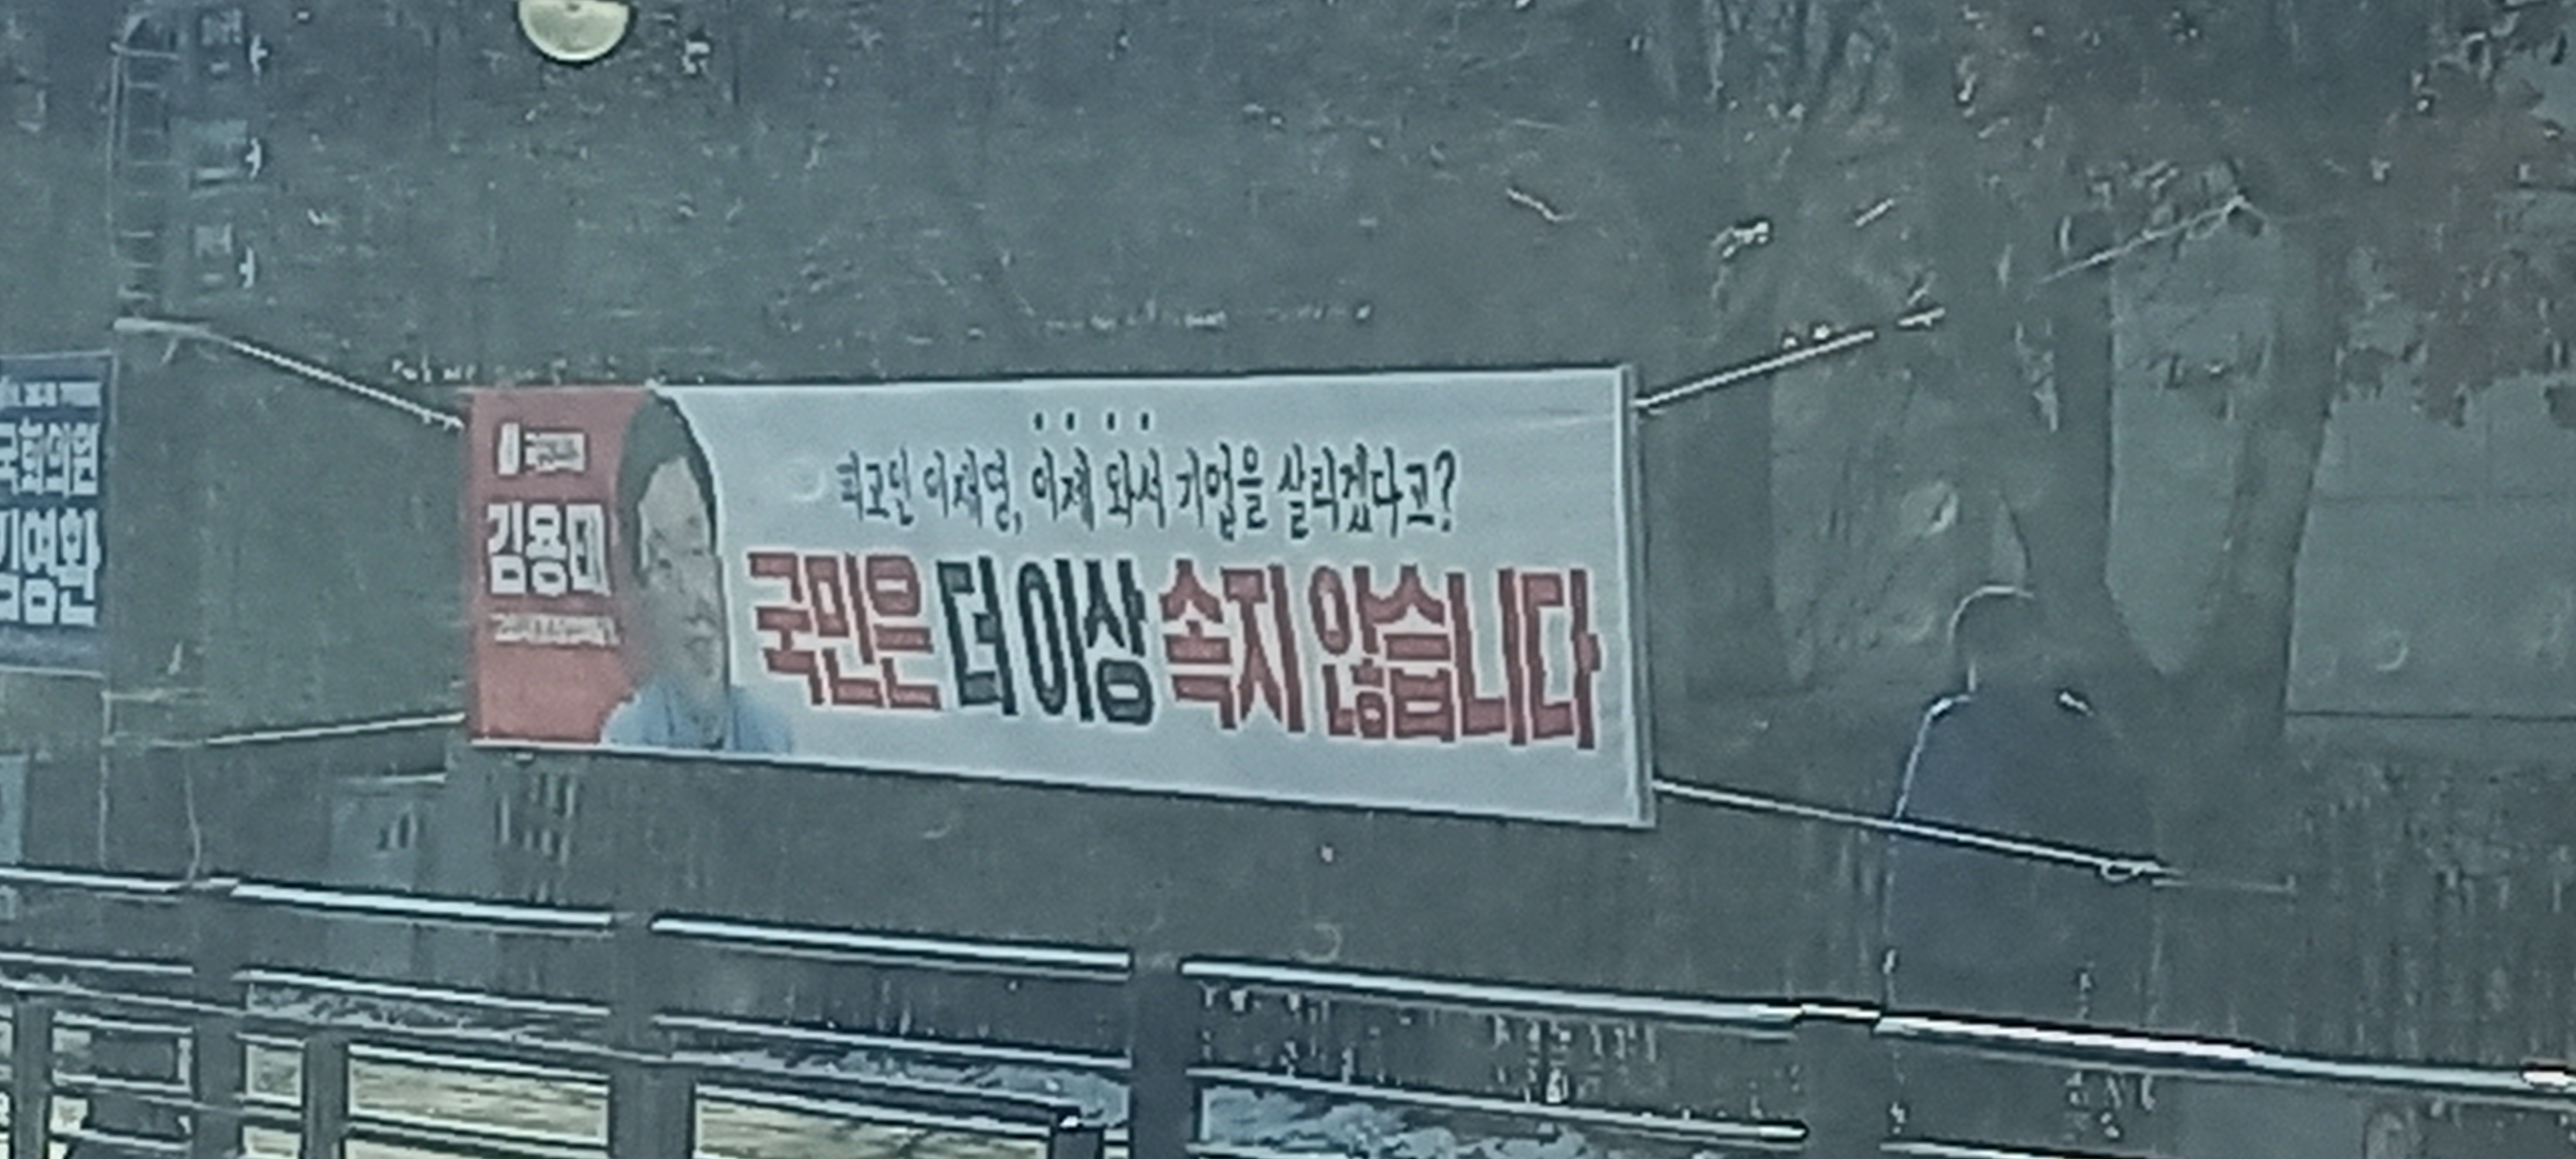 국회의원
김영환
김용태
피고인 이재명, 이제 와서 기업을 살리겠다고?
국민은 더 이상 속지 않습니다